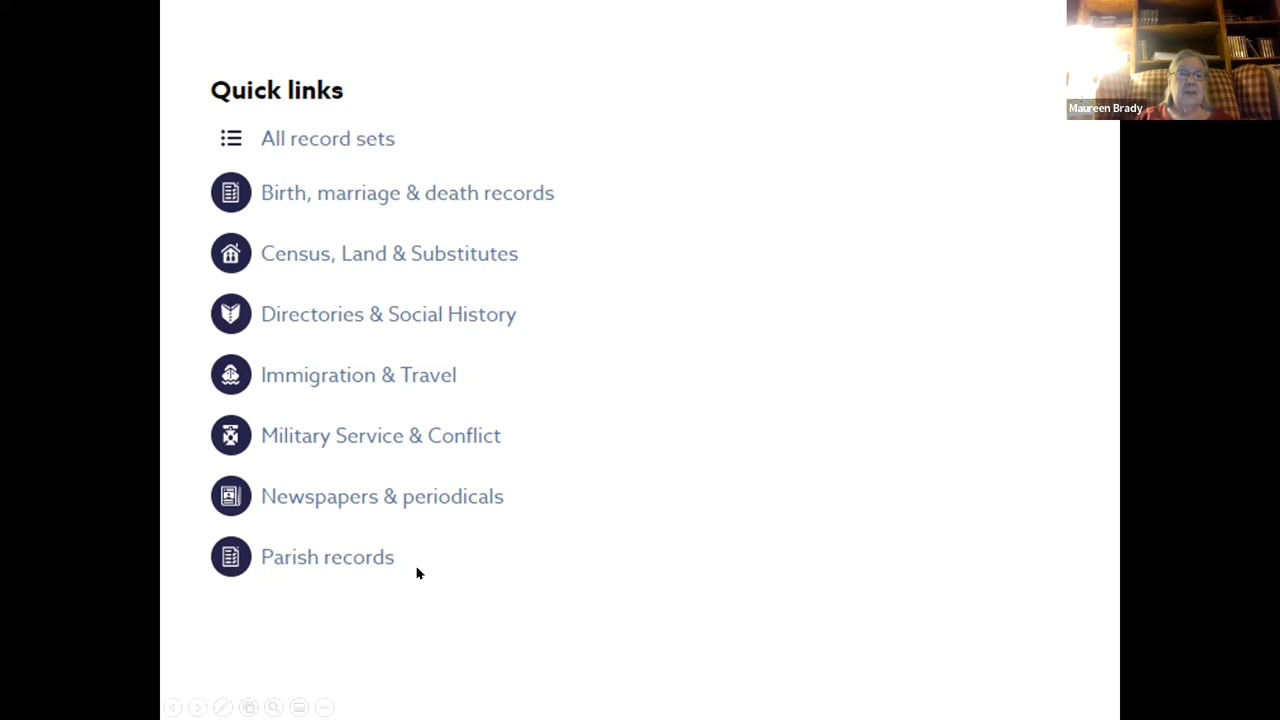 Quick links
All record sets
Birth, marriage & death records
Census, Land & Substitutes
Directories & Social History
Immigration & Travel
Military Service & Conflict
Newspapers & periodicals
Parish records
Maureen Brady